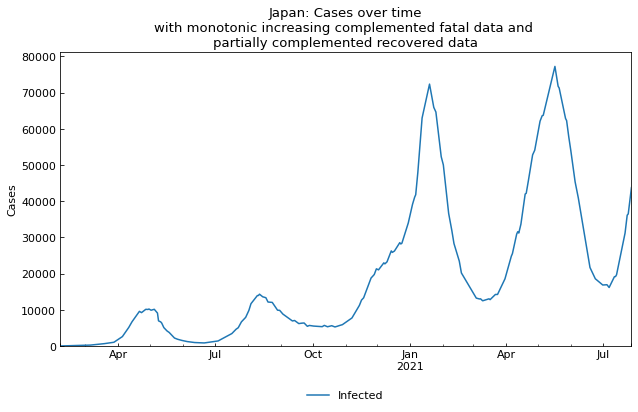 Japan: Cases over time
with monotonic increasing complemented fatal data and
partially complemented recovered data
80000
70000
60000
50000
40000
30000
20000
10000
0
Cases
Apr
Jul
Oct
Jan
2021
Apr
Jul
Infected